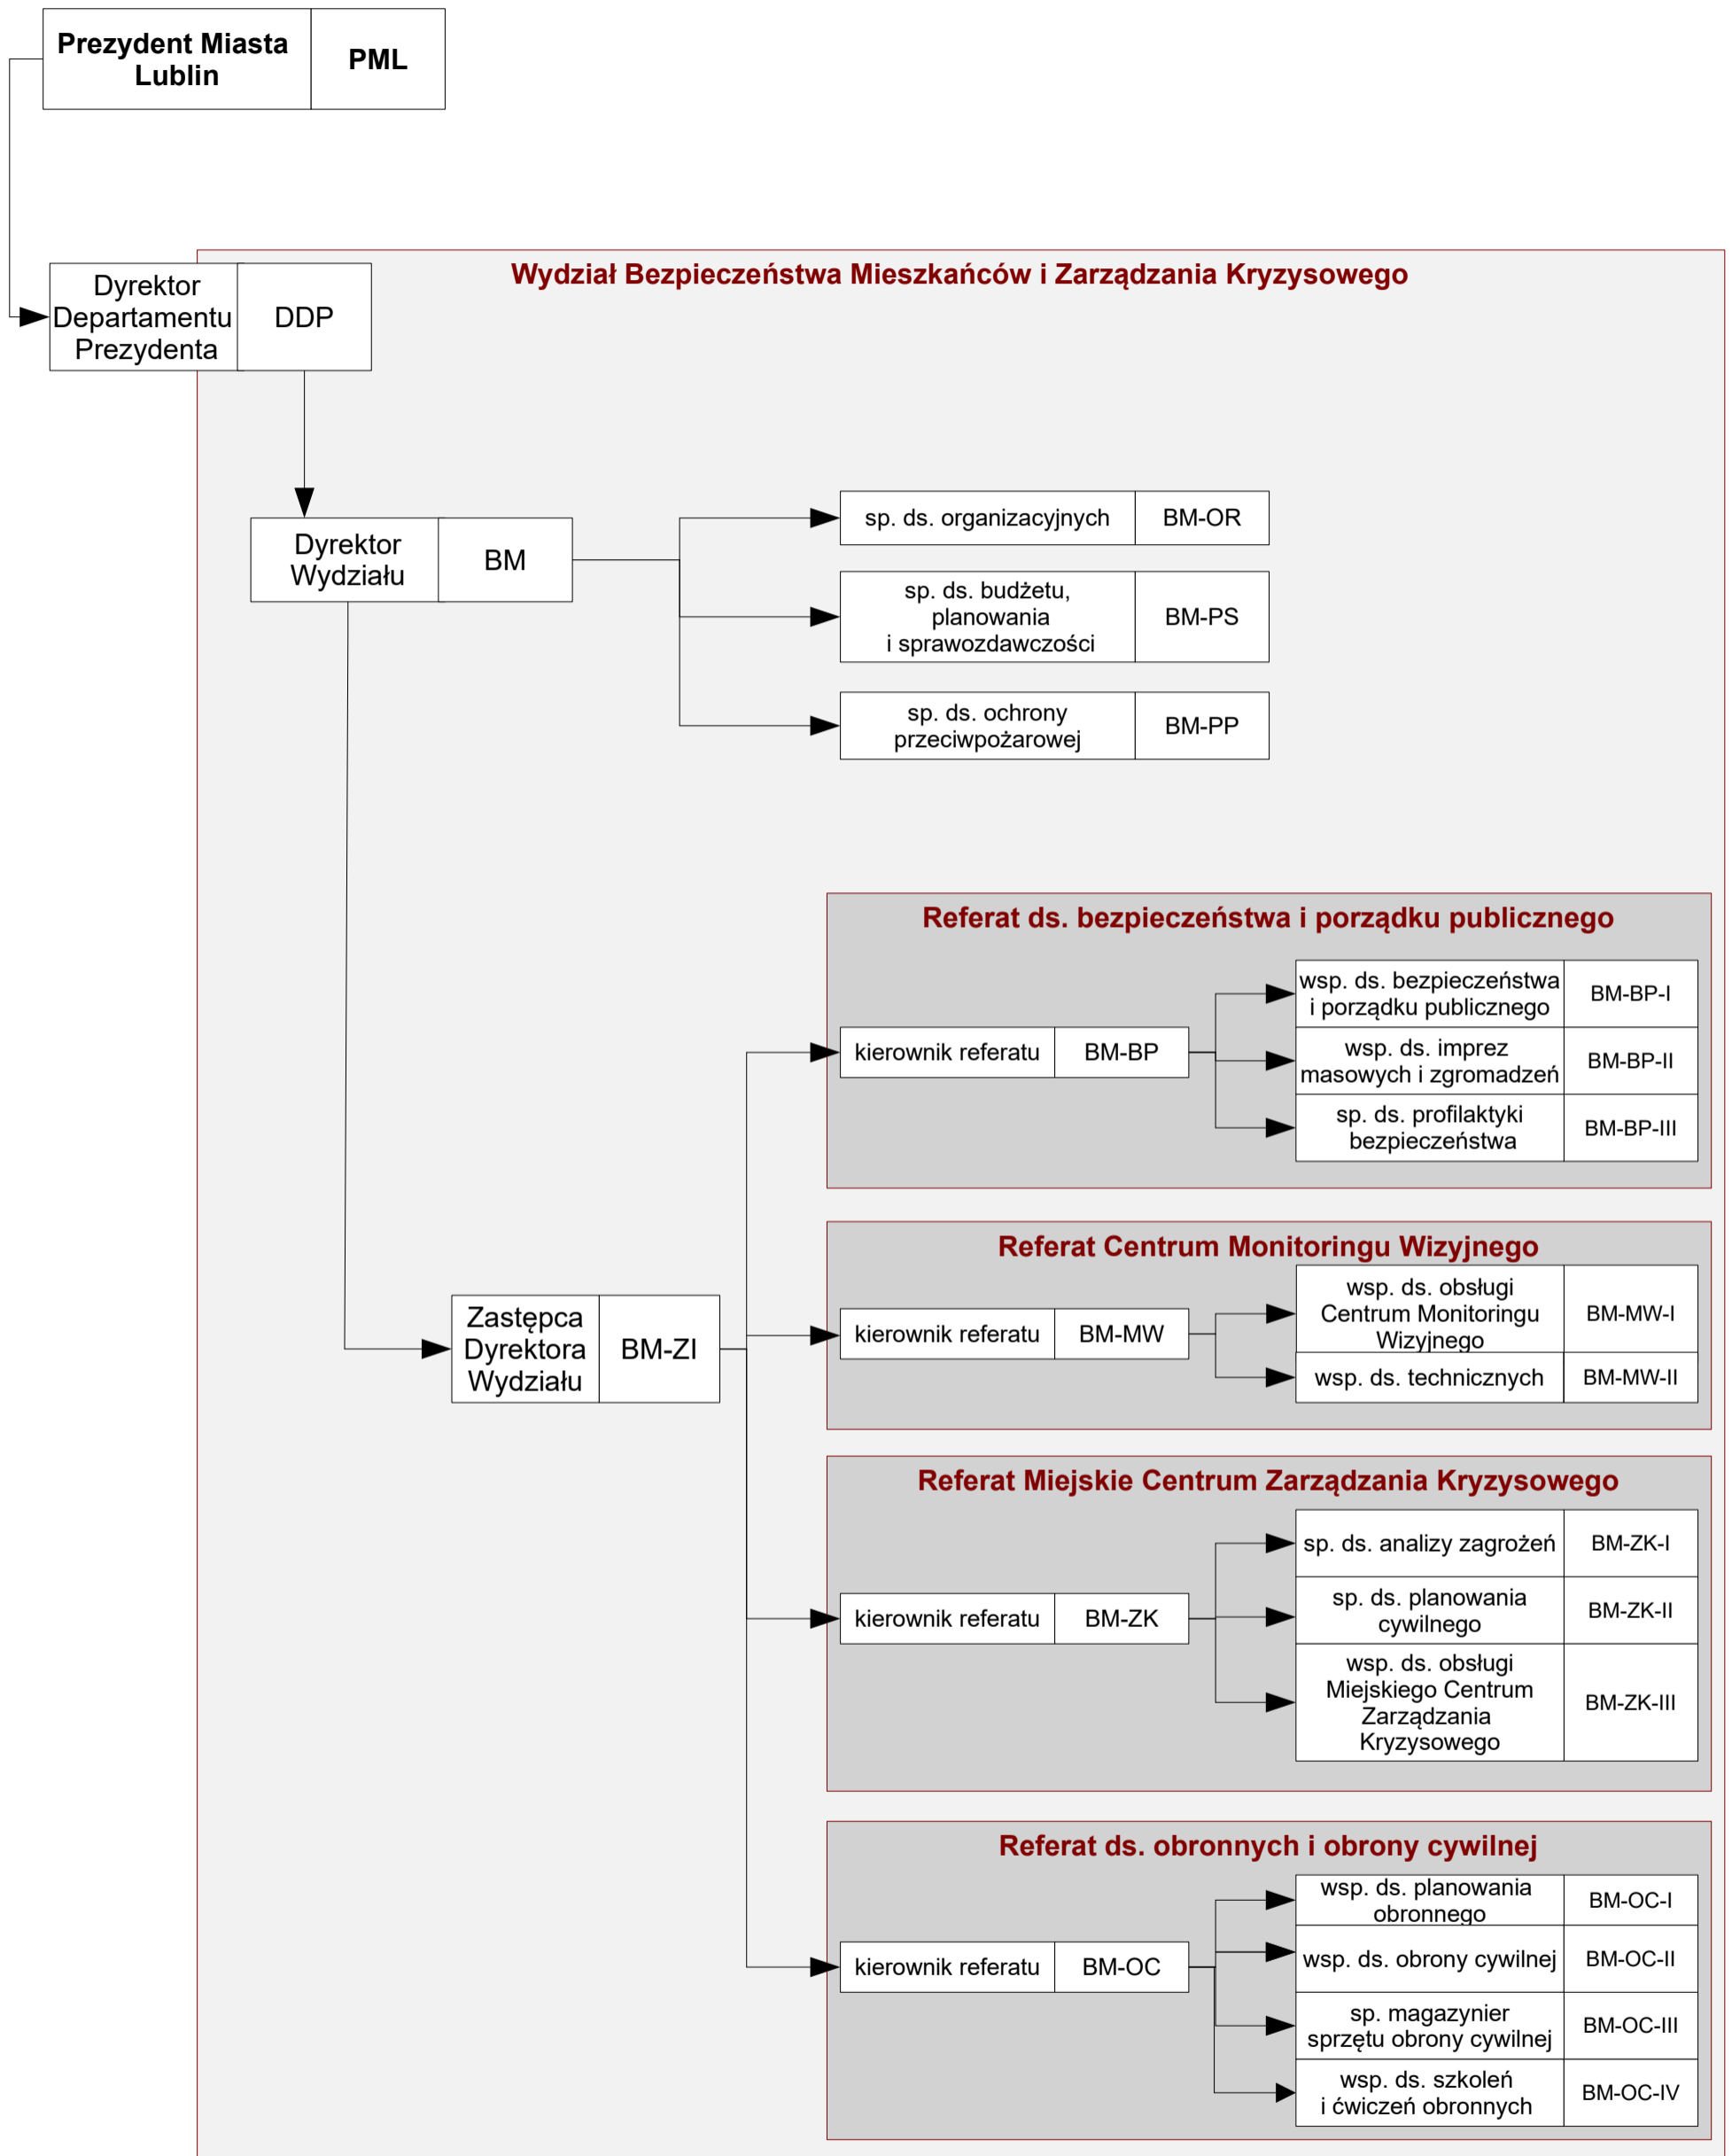 Prezydent Miasta
Lublin
PML
Wydział Bezpieczeństwa Mieszkańców i Zarządzania Kryzysowego
Dyrektor
Departamentu
Prezydenta
DDP
Dyrektor
Wydziału
BM
sp. ds. organizacyjnych
BM-OR
sp. ds. budżetu,
planowania
i sprawozdawczości
BM-PS
sp. ds. ochrony
przeciwpożarowej
BM-PP
Zastępca
Dyrektora
Wydziału
BM-ZI
Referat ds. bezpieczeństwa i porządku publicznego
kierownik referatu
BM-BP
wsp. ds. bezpieczeństwa
i porządku publicznego
BM-BP-I
wsp. ds. imprez
masowych i zgromadzeń
BM-BP-II
sp. ds. profilaktyki
bezpieczeństwa
BM-BP-III
Referat Centrum Monitoringu Wizyjnego
kierownik referatu
BM-MW
wsp. ds. obsługi
Centrum Monitoringu
Wizyjnego
BM-MW-I
wsp. ds. technicznych
BM-MW-II
Referat Miejskie Centrum Zarządzania Kryzysowego
kierownik referatu
BM-ZK
sp. ds. analizy zagrożeń
BM-ZK-I
sp. ds. planowania
cywilnego
BM-ZK-II
wsp. ds. obsługi
Miejskiego Centrum
Zarządzania
Kryzysowego
BM-ZK-III
Referat ds. obronnych i obrony cywilnej
kierownik referatu
BM-OC
wsp. ds. planowania
obronnego
BM-OC-I
wsp. ds. obrony cywilnej
BM-OC-II
sp. magazynier
sprzętu obrony cywilnej
BM-OC-III
wsp. ds. szkoleń
i ćwiczeń obronnych
BM-OC-IV